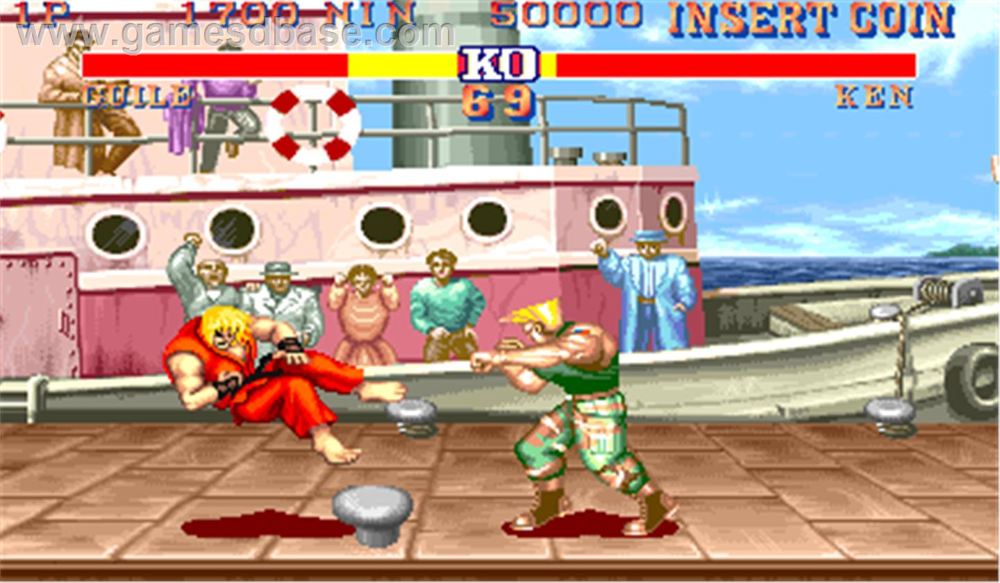 1P 1700 NIN 50000 INSERT COIN
www.gamesdbase.com
KO
GUILE 69 KEN